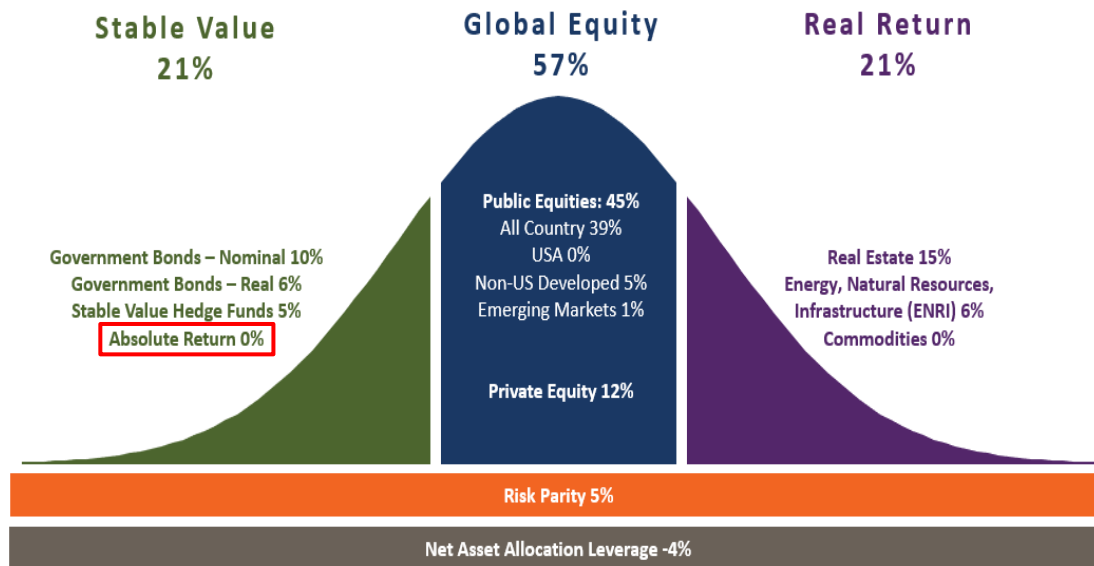 Stable Value
21%
Global Equity
57%
Real Return
21%
Government Bonds – Nominal 10%
Government Bonds – Real 6%
Stable Value Hedge Funds 5%
Absolute Return 0%
Public Equities: 45%
All Country 39%
USA 0%
Non-US Developed 5%
Emerging Markets 1%
Private Equity 12%
Real Estate 15%
Energy, Natural Resources,
Infrastructure (ENRI) 6%
Commodities 0%
Risk Parity 5%
Net Asset Allocation Leverage -4%